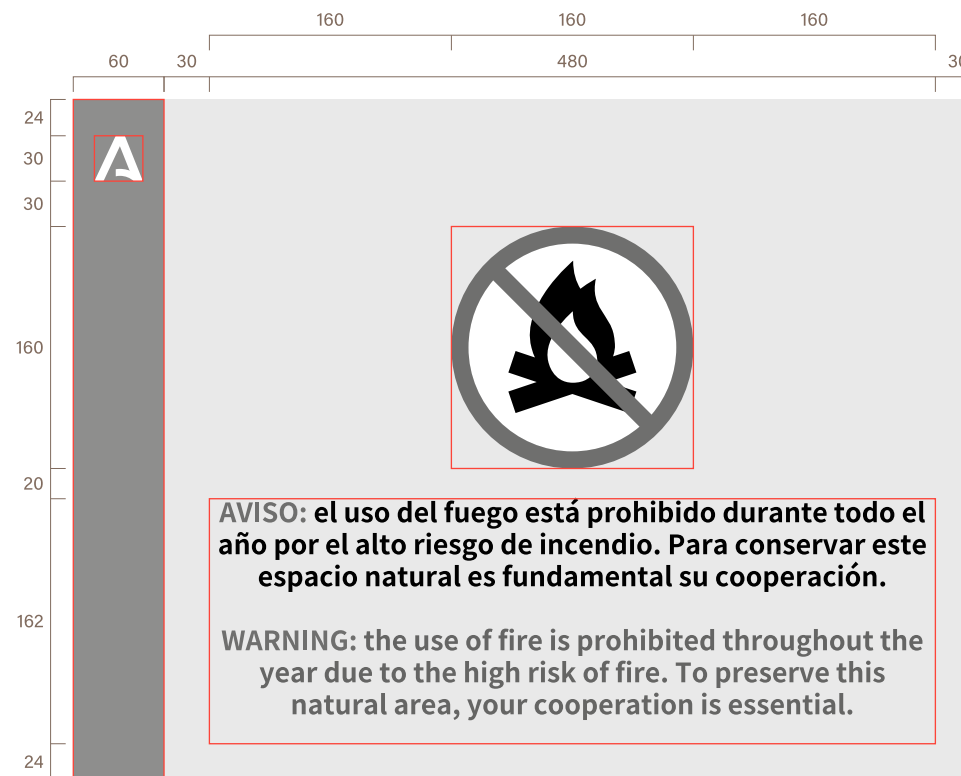 160 160 160
60 30 480 30
24
30
30
160
20
AVISO: el uso del fuego está prohibido durante todo el
año por el alto riesgo de incendio. Para conservar este
espacio natural es fundamental su cooperación.
162
WARNING: the use of fire is prohibited throughout the
year due to the high risk of fire. To preserve this
natural area, your cooperation is essential.
24